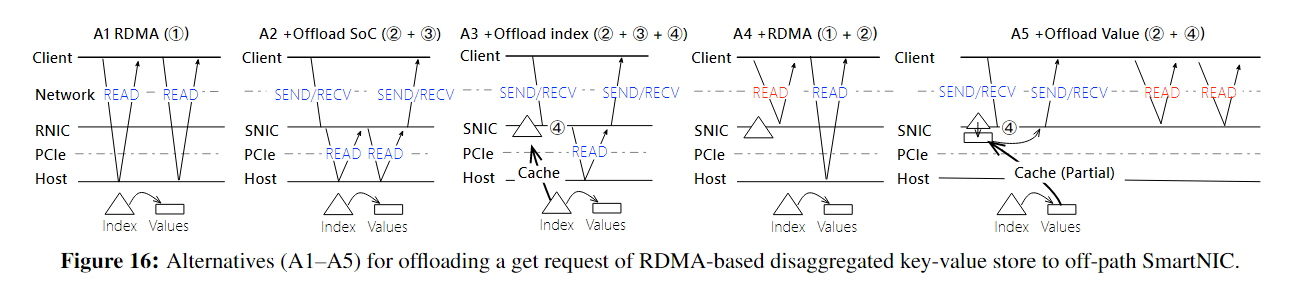 A1 RDMA (①) A2 +Offload SoC (② + ③) A3 +Offload index (② + ③ + ④) A4 +RDMA (① + ②) A5 +Offload Value (② + ④)
Client Client Client Client Client
Network READ READ SEND/RECV SEND/RECV SEND/RECV SEND/RECV READ READ SEND/RECV SEND/RECV READ READ
RNIC SNIC SNIC ④ SNIC SNIC ④
PCIe PCIe READ READ PCIe READ PCIe PCIe
Host Host Host Cache Host Host Cache (Partial)
Index Values Index Values Index Values Index Values Index Values
Figure 16: Alternatives (A1–A5) for offloading a get request of RDMA-based disaggregated key-value store to off-path SmartNIC.